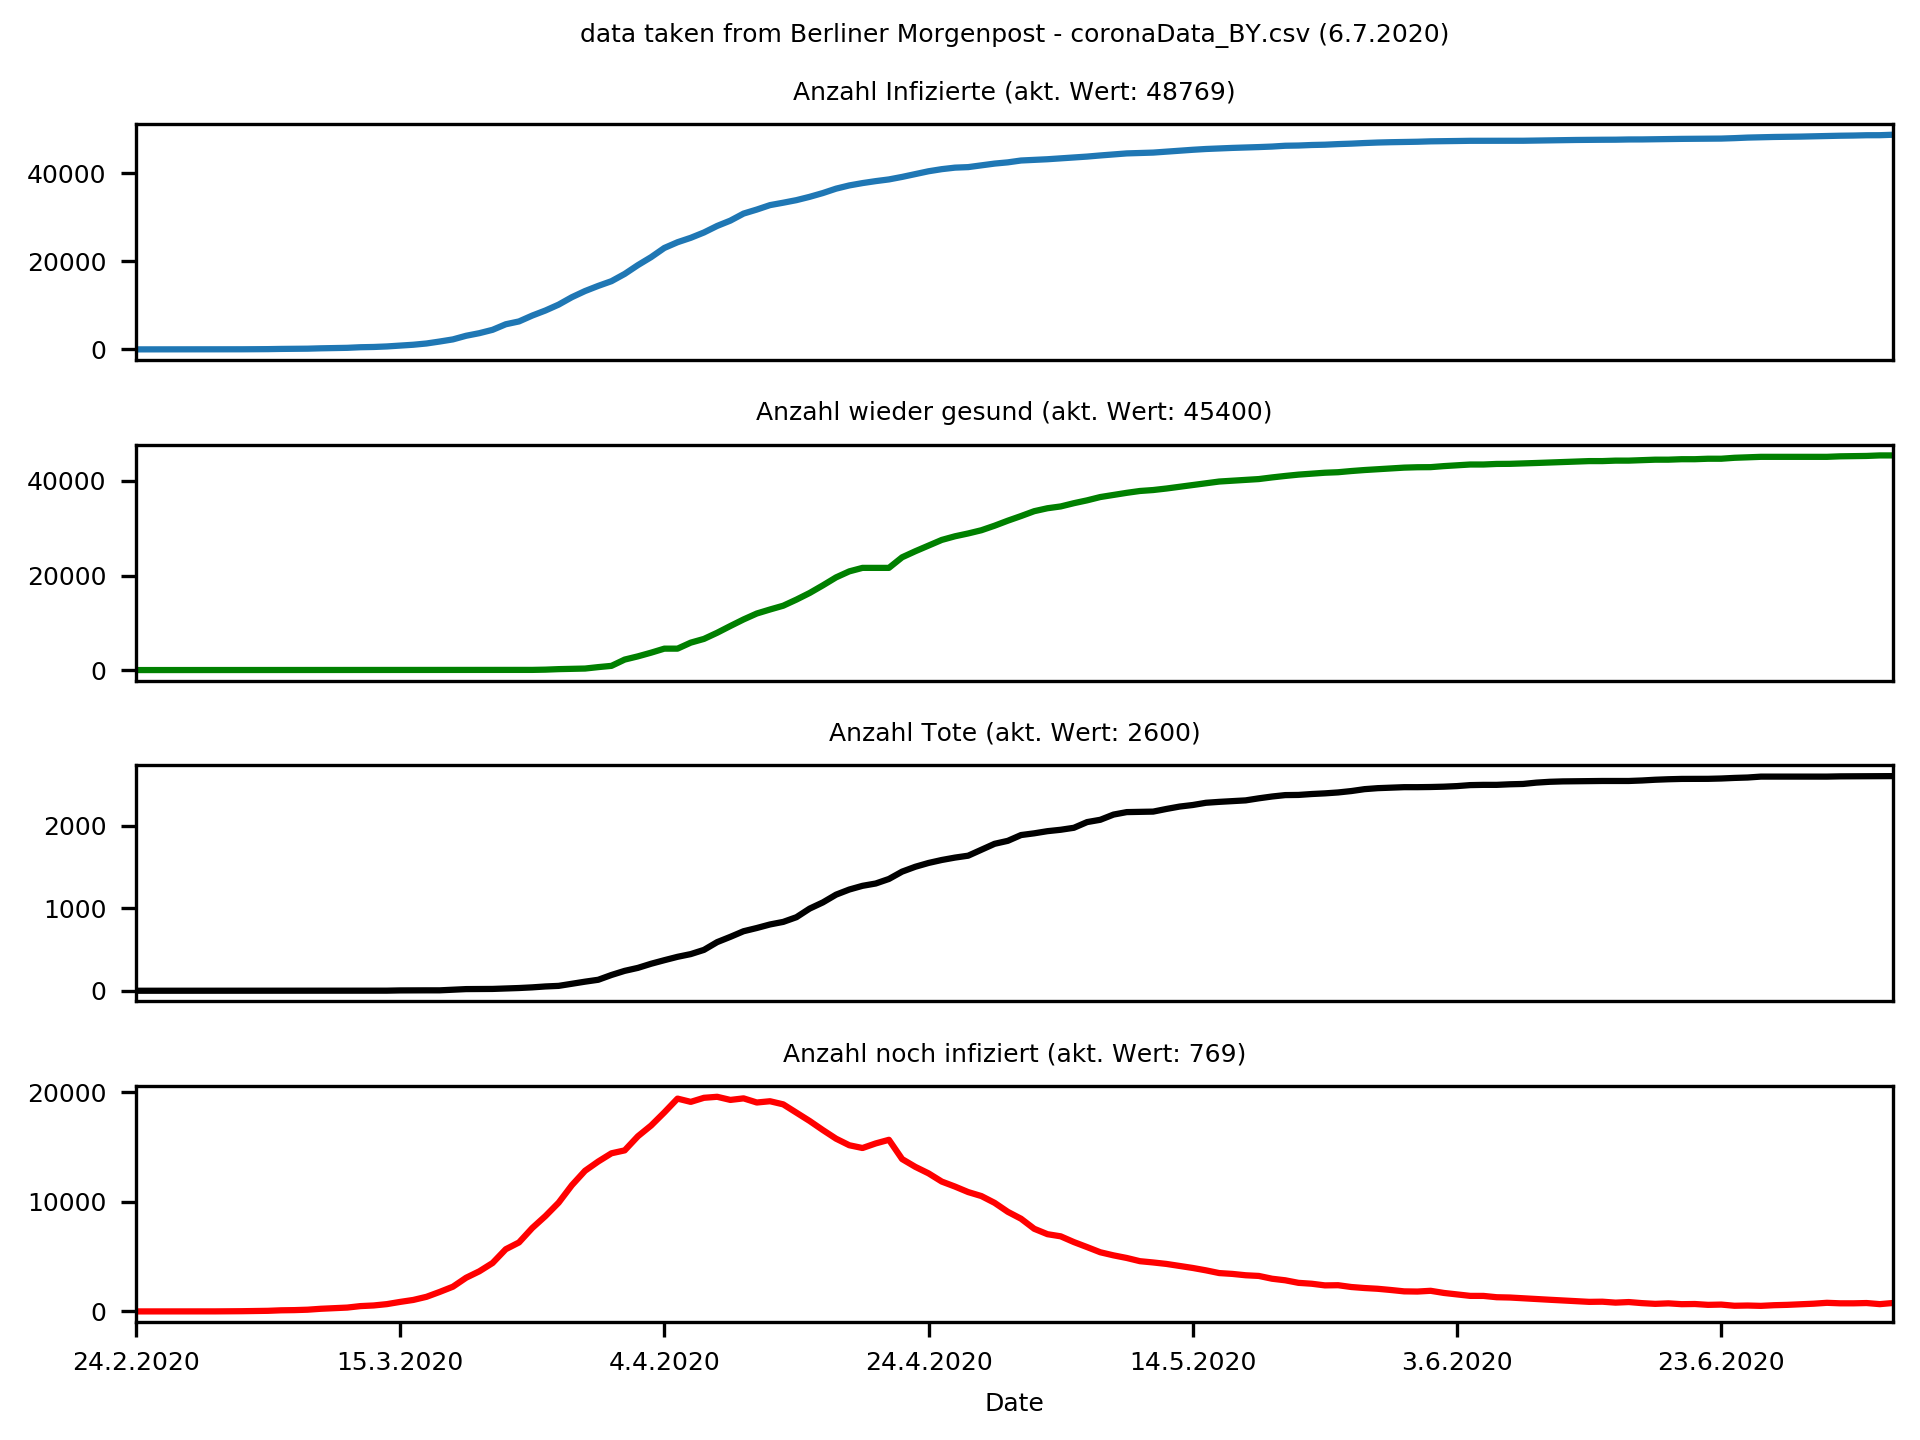 data taken from Berliner Morgenpost - coronaData_BY.csv (6.7.2020)
Anzahl Infizierte (akt. Wert: 48769)
40000
20000
0
Anzahl wieder gesund (akt. Wert: 45400)
40000
20000
0
Anzahl Tote (akt. Wert: 2600)
2000
1000
0
Anzahl noch infiziert (akt. Wert: 769)
20000
10000
0
24.2.2020 15.3.2020 4.4.2020 24.4.2020 14.5.2020 3.6.2020 23.6.2020
Date